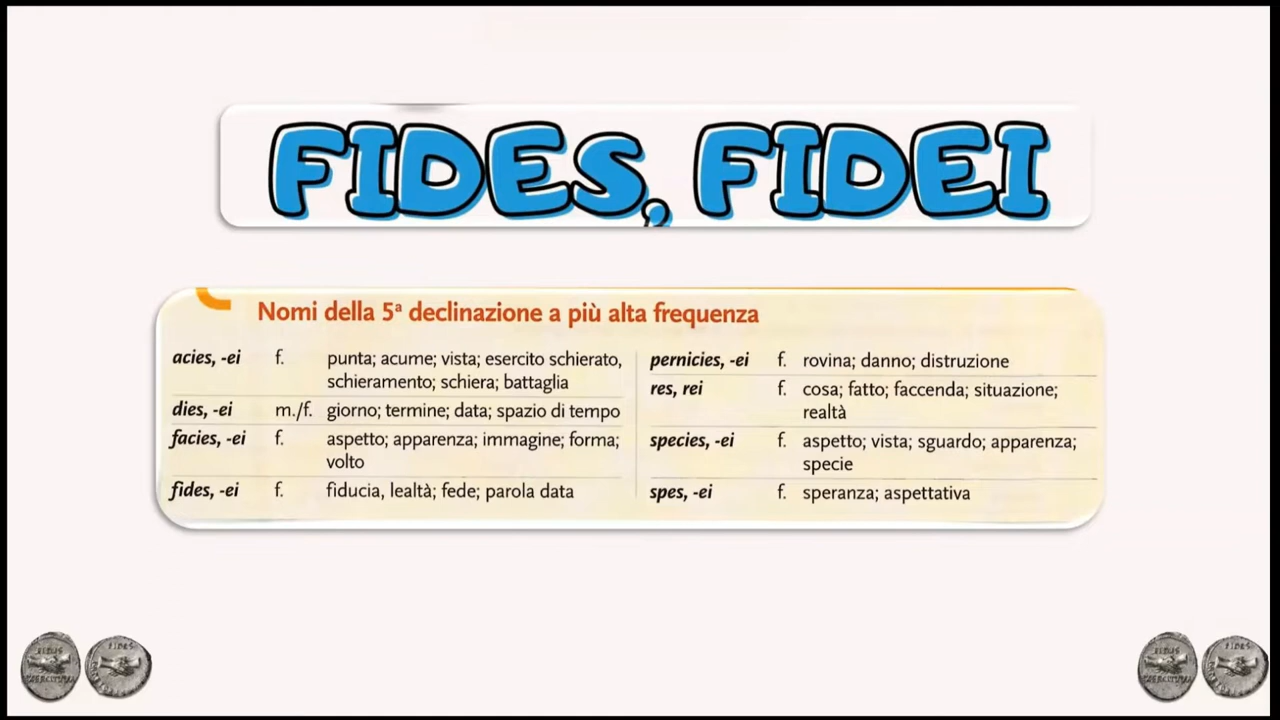 FIDES, FIDEI
Nomi della 5ª declinazione a più alta frequenza
acies, -ei f. punta; acume; vista; esercito schierato,
schieramento; schiera; battaglia
dies, -ei m./f. giorno; termine; data; spazio di tempo
facies, -ei f. aspetto; apparenza; immagine; forma;
volto
fides, -ei f. fiducia, lealtà; fede; parola data
pernicies, -ei f. rovina; danno; distruzione
res, rei f. cosa; fatto; faccenda; situazione;
realtà
species, -ei f. aspetto; vista; sguardo; apparenza;
specie
spes, -ei f. speranza; aspettativa
FIDES
FIDES